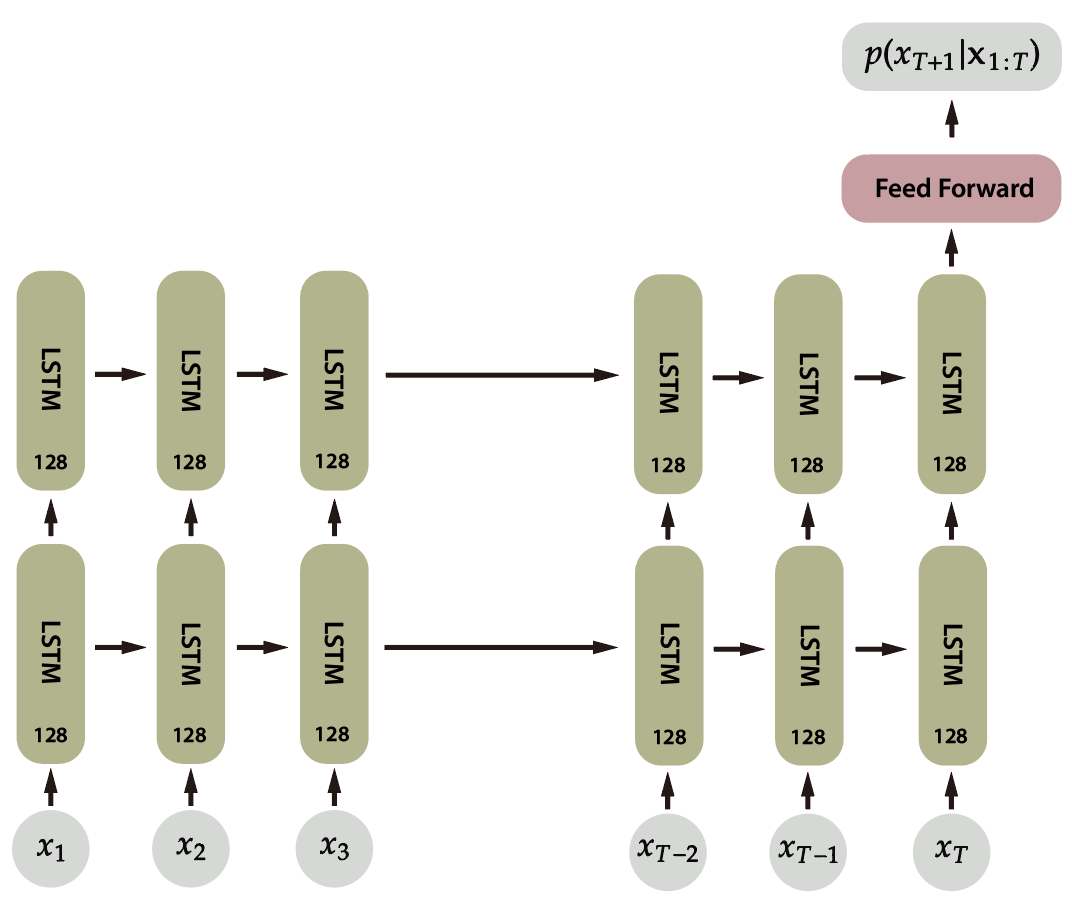 p(x_{T+1}|x_{1:T})
Feed Forward
LSTM LSTM LSTM LSTM LSTM LSTM
128 128 128 128 128 128
LSTM LSTM LSTM LSTM LSTM LSTM
128 128 128 128 128 128
x_1 x_2 x_3 x_{T−2} x_{T−1} x_T